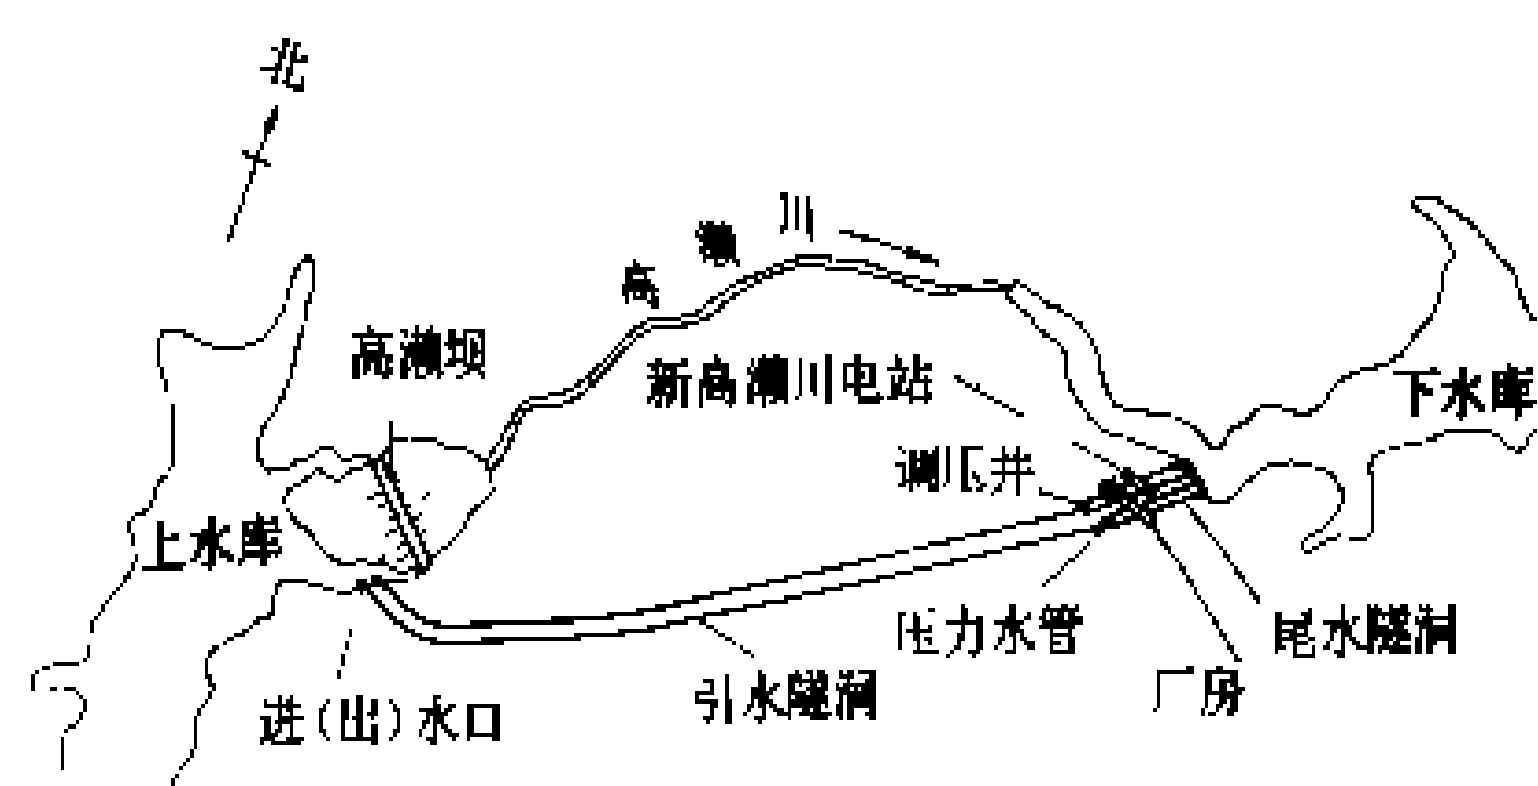 北
高濑川
高濑坝
新高濑川电站
下水库
调压井
上水库
压力水管
尾水隧洞
引水隧洞
厂房
进(出)水口